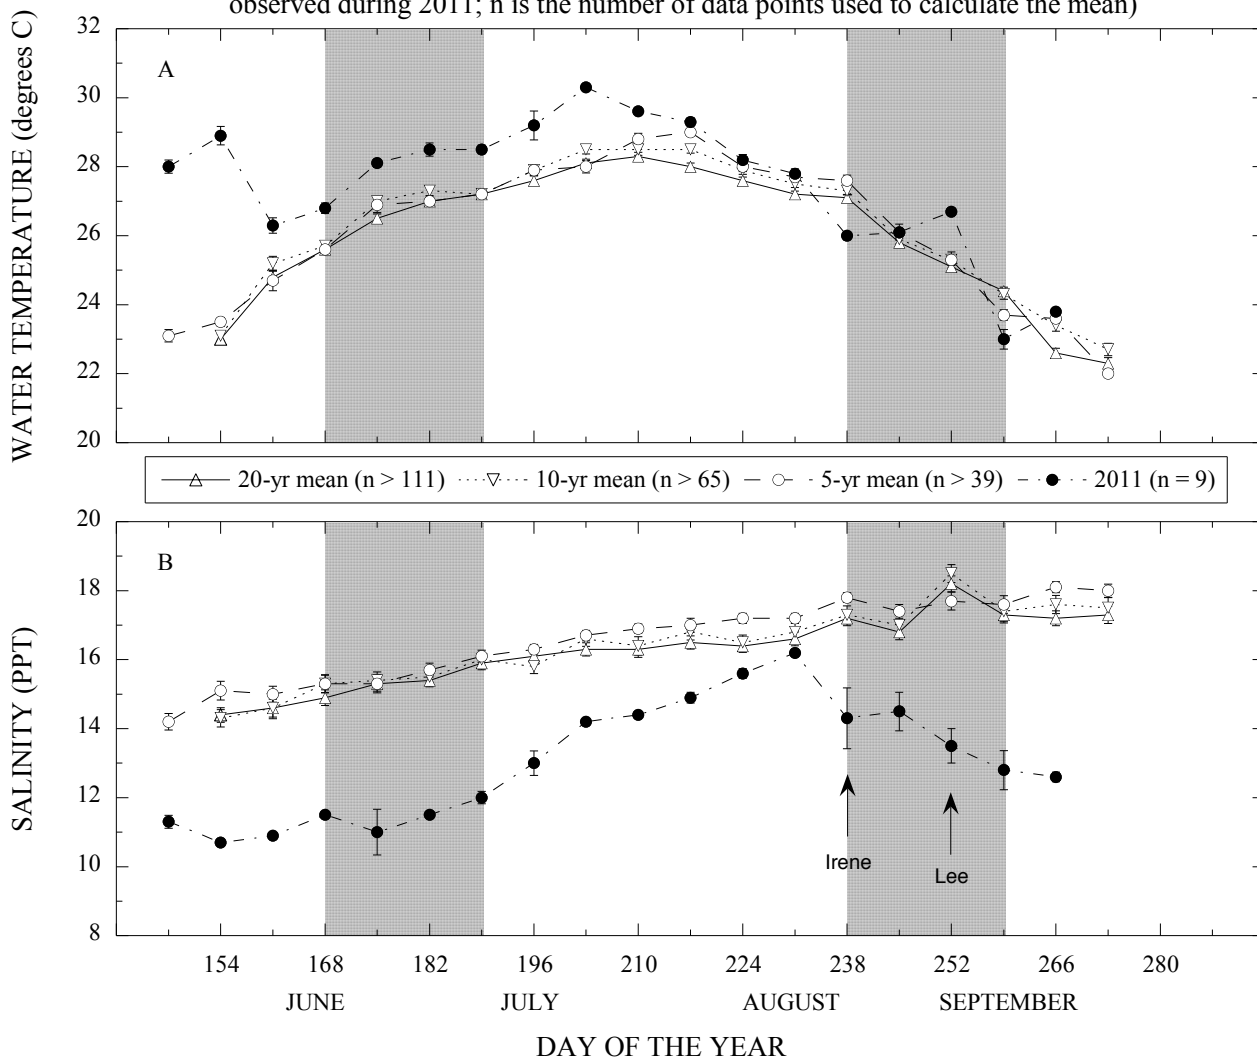 observed during 2011; n is the number of data points used to calculate the mean)
WATER TEMPERATURE (degrees C)
32
30
28
26
24
22
20
A
20-yr mean (n > 111) 10-yr mean (n > 65) 5-yr mean (n > 39) 2011 (n = 9)
SALINITY (PPT)
20
18
16
14
12
10
8
B
Irene
Lee
154 168 182 196 210 224 238 252 266 280
JUNE JULY AUGUST SEPTEMBER
DAY OF THE YEAR